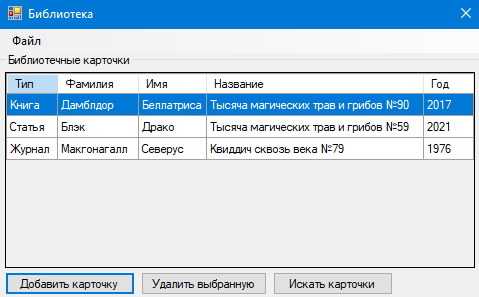 Библиотека
Файл
Библиотечные карточки
Тип Фамилия Имя Название Год
Книга Дамблдор Беллатриса Тысяча магических трав и грибов №90 2017
Статья Блэк Драко Тысяча магических трав и грибов №59 2021
Журнал Макгонагалл Северус Квиддич сквозь века №79 1976
Добавить карточку Удалить выбранную Искать карточки